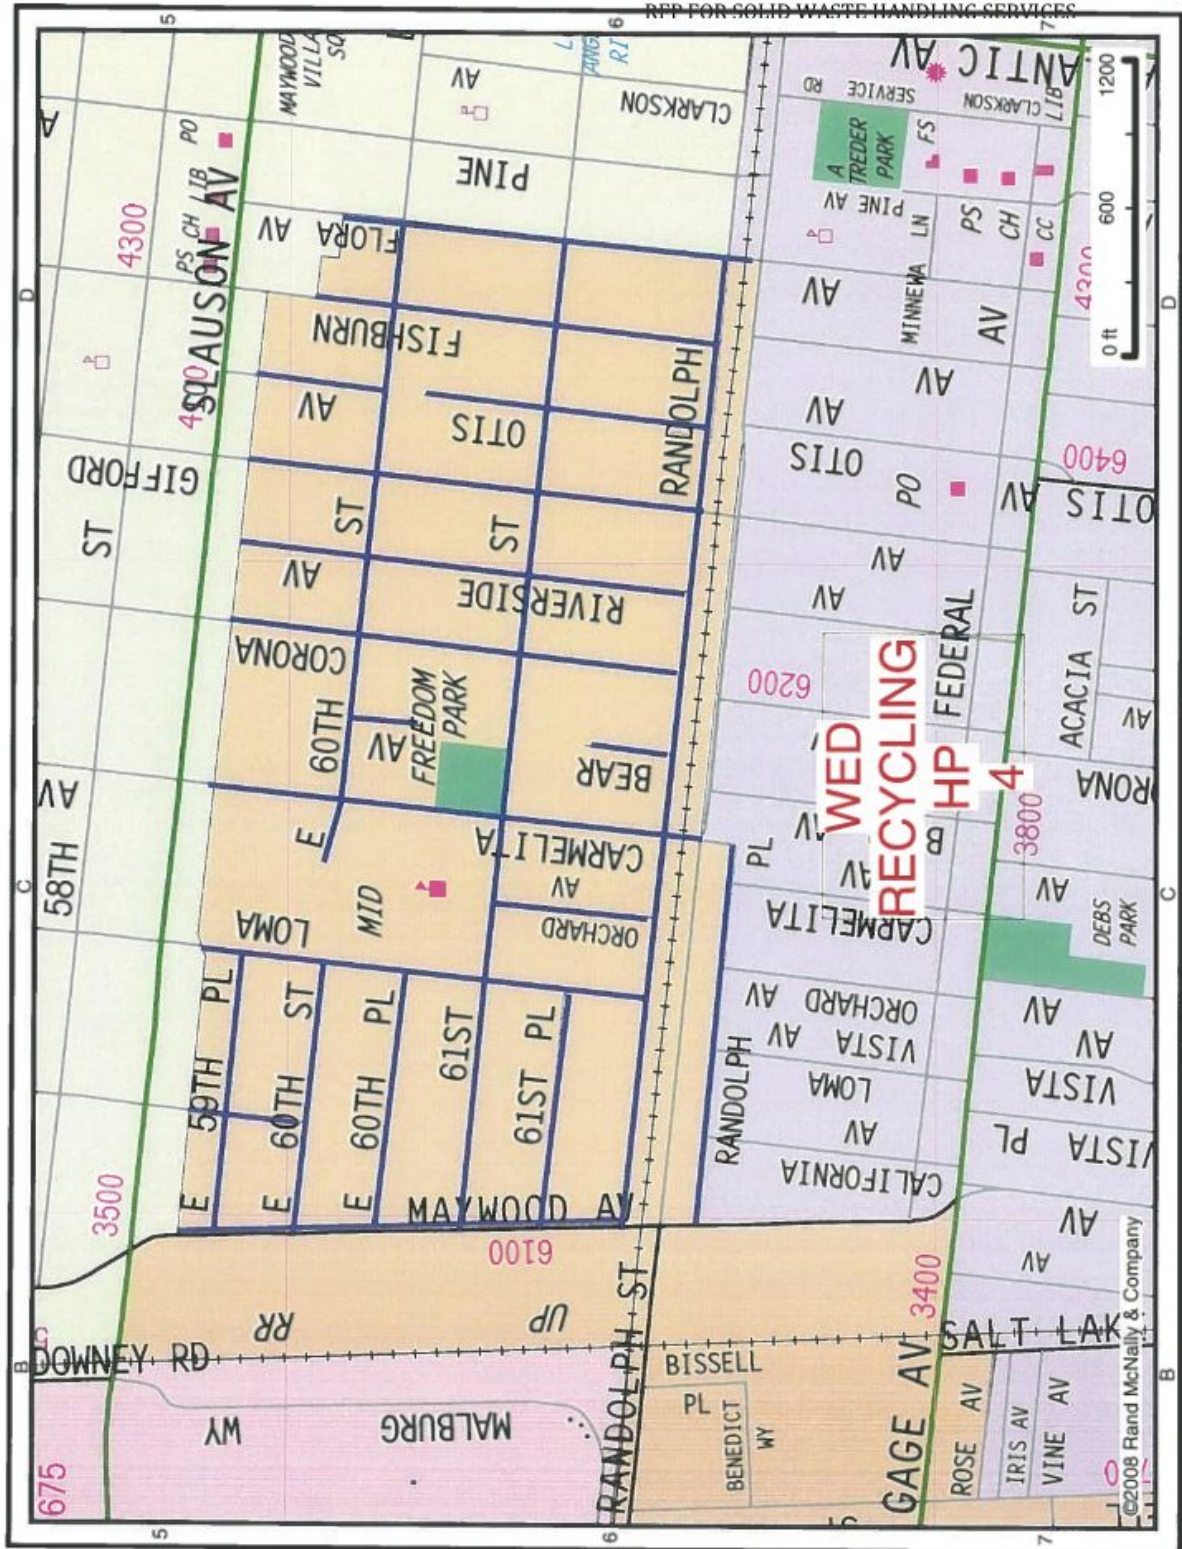 RFP FOR SOLID WASTE HANDLING SERVICES
5
6
7
D
C
B
PO
LIB
CH
PS
4300
SLAUSON AV
MAYWOOD
VILLA
SQ
AV
CLARKSON
PINE
FLORA AV
GIFFORD
ST
FISHBURN
AV
OTIS
ST
ST
AV
RIVERSIDE
RANDOLPH
CORONA
60TH
E
AV
FREEDOM
PARK
BEAR
CARMELITA
AV
ORCHARD
AV
58TH
LOMA
MID
E 59TH PL
E 60TH ST
E 60TH PL
61ST
61ST PL
MAYWOOD AV
3500
6100
RR
UP
DOWNEY RD
RANDOLPH ST
MALBURG
WY
675
BISSELL
PL
BENEDICT
WY
GAGE AV
3400
SALT LAK
ROSE AV
IRIS AV
VINE AV
ANTIC AV
CLARKSON
SERVICE
RD
A
TREDER
PARK
FS
LIB
PINE AV
MINNEWA LN
PS
CH
CC
4300
AV
AV
AV
AV
OTIS
PO
AV
OTIS
6400
AV
AV
FEDERAL
ACACIA ST
AV
6200
WED
RECYCLING
HP
4
3800
PL
CARMELITA
AV
DEBS
PARK
ORCHARD AV
VISTA AV
LOMA
AV
CALIFORNIA
RANDOLPH
AV
AV
VISTA
VISTA PL
AV
AV
0 ft
600
1200
©2008 Rand McNally & Company